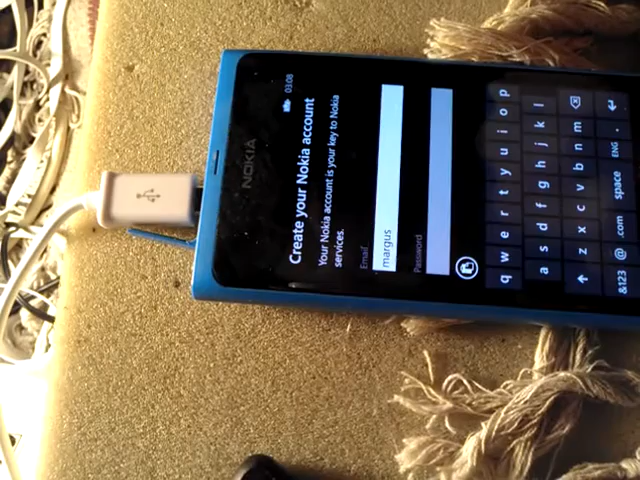 NOKIA
03:08
Create your Nokia account
Your Nokia account is your key to Nokia
services.
Email
margus
Password
q w e r t y u i o p
a s d f g h j k l
z x c v b n m
&123 @ .com space ENG .